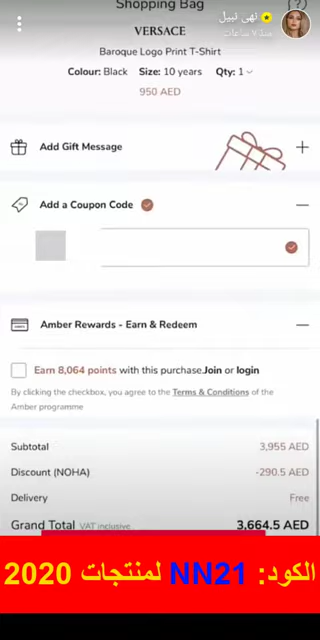 Shopping Bag
نهى نبيل
منذ ٧ ساعات
VERSACE
Baroque Logo Print T-Shirt
Colour: Black Size: 10 years Qty: 1
950 AED
Add Gift Message
Add a Coupon Code
Amber Rewards - Earn & Redeem
Earn 8,064 points with this purchase.Join or login
By clicking the checkbox, you agree to the Terms & Conditions of the
Amber programme
Subtotal 3,955 AED
Discount (NOHA) -290.5 AED
Delivery Free
Grand Total VAT inclusive 3,664.5 AED
الكود: NN21 لمنتجات 2020